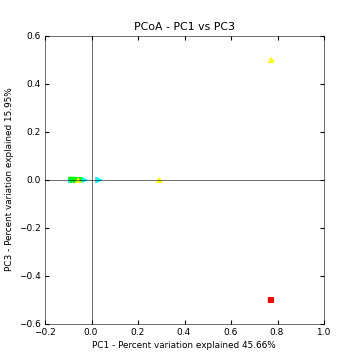 PCoA - PC1 vs PC3
0.6
0.4
0.2
0.0
−0.2
−0.4
−0.6
PC3 - Percent variation explained 15.95%
−0.2 0.0 0.2 0.4 0.6 0.8 1.0
PC1 - Percent variation explained 45.66%